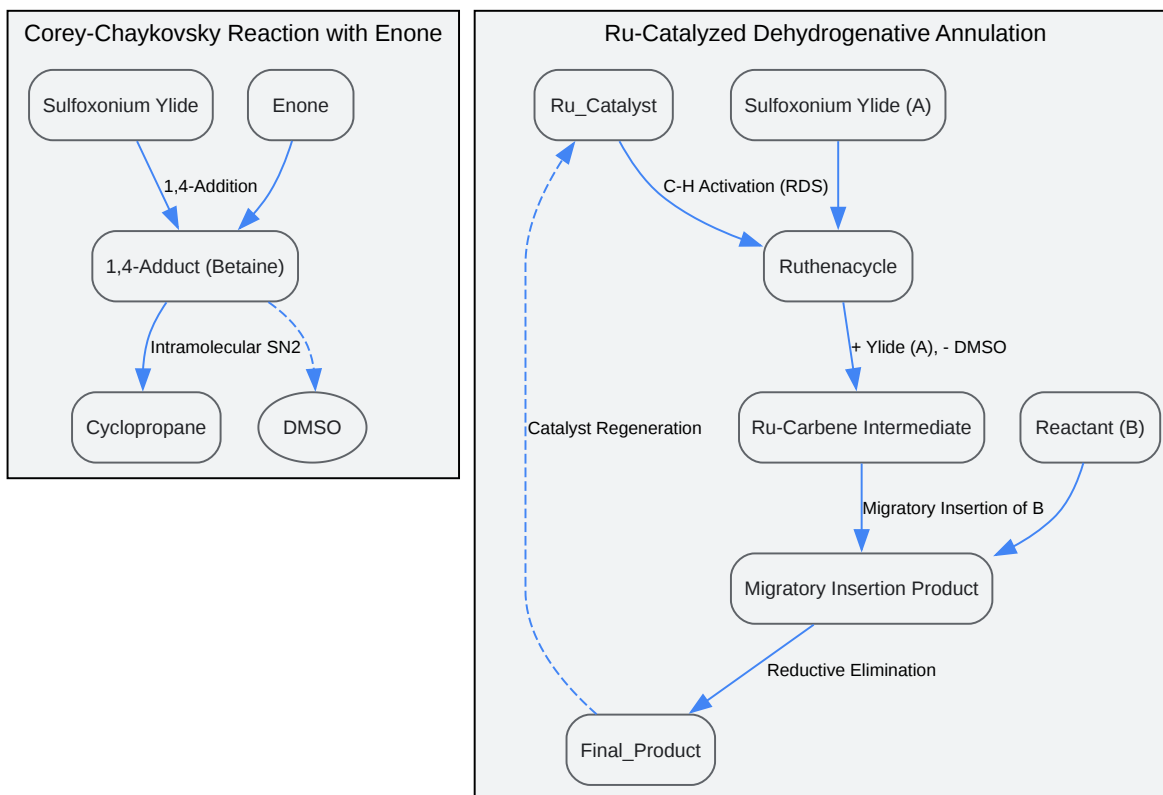 Corey-Chaykovsky Reaction with Enone
Sulfoxonium Ylide
Enone
1,4-Addition
1,4-Adduct (Betaine)
Intramolecular SN2
Cyclopropane
DMSO
Ru-Catalyzed Dehydrogenative Annulation
Ru_Catalyst
Sulfoxonium Ylide (A)
C-H Activation (RDS)
Ruthenacycle
+ Ylide (A), - DMSO
Catalyst Regeneration
Ru-Carbene Intermediate
Reactant (B)
Migratory Insertion of B
Migratory Insertion Product
Reductive Elimination
Final_Product